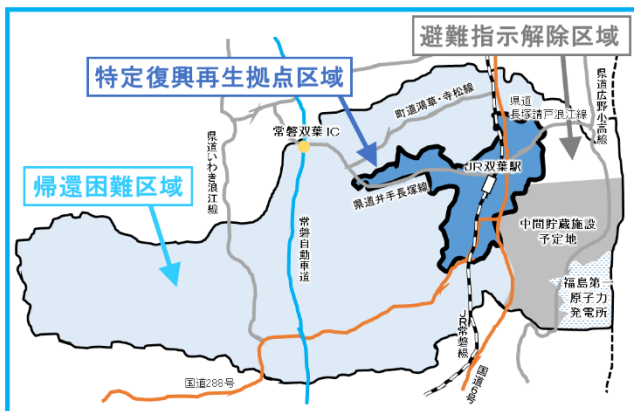 避難指示解除区域
特定復興再生拠点区域
県道広野小高線
町道鴻草・寺松線
県道
長塚請戸浪江線
常磐双葉IC
県道いわき浪江線
JR双葉駅
帰還困難区域
県道井手長塚線
中間貯蔵施設
予定地
常磐自動車道
福島第一
原子力
発電所
JR常磐線
国道6号
国道288号